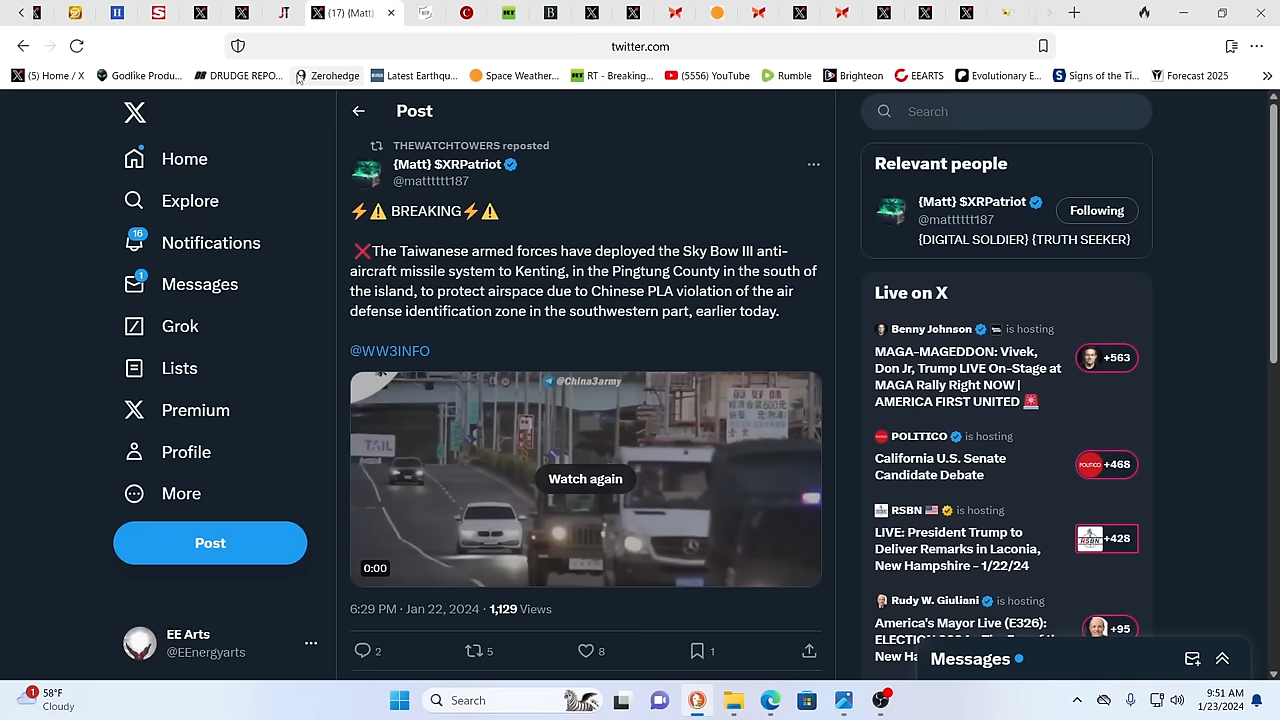 (17) {Matt}
twitter.com
(5) Home / X
Godlike Produ...
DRUDGE REPO...
Zerohedge
Latest Earthqu...
Space Weather...
RT - Breaking...
(5556) YouTube
Rumble
Brighteon
EEARTS
Evolutionary E...
Signs of the Ti...
Forecast 2025
Home
Explore
16
Notifications
1
Messages
Grok
Lists
Premium
Profile
More
Post
EE Arts
@EEnergyarts
Post
THEWATCHTOWERS reposted
{Matt} $XRPatriot
@matttttt187
⚡⚠️ BREAKING⚡⚠️
❌The Taiwanese armed forces have deployed the Sky Bow III anti-
aircraft missile system to Kenting, in the Pingtung County in the south of
the island, to protect airspace due to Chinese PLA violation of the air
defense identification zone in the southwestern part, earlier today.
@WW3INFO
@China3army
TAIL
Watch again
0:00
6:29 PM · Jan 22, 2024 · 1,129 Views
2
5
8
1
Search
Relevant people
{Matt} $XRPatriot
@matttttt187
Following
{DIGITAL SOLDIER} {TRUTH SEEKER}
Live on X
Benny Johnson is hosting
MAGA-MAGEDDON: Vivek,
Don Jr, Trump LIVE On-Stage at
MAGA Rally Right NOW |
AMERICA FIRST UNITED 🚨
+563
POLITICO is hosting
California U.S. Senate
Candidate Debate
+468
RSBN 🇺🇸 is hosting
LIVE: President Trump to
Deliver Remarks in Laconia,
New Hampshire - 1/22/24
+428
Rudy W. Giuliani is hosting
America's Mayor Live (E326):
+95
Messages
1
58°F
Cloudy
Search
9:51 AM
1/23/2024